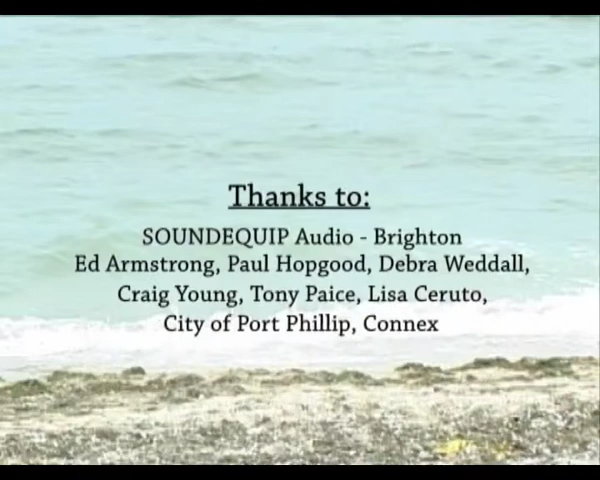 Thanks to:
SOUNDEQUIP Audio - Brighton
Ed Armstrong, Paul Hopgood, Debra Weddall,
Craig Young, Tony Paice, Lisa Ceruto,
City of Port Phillip, Connex